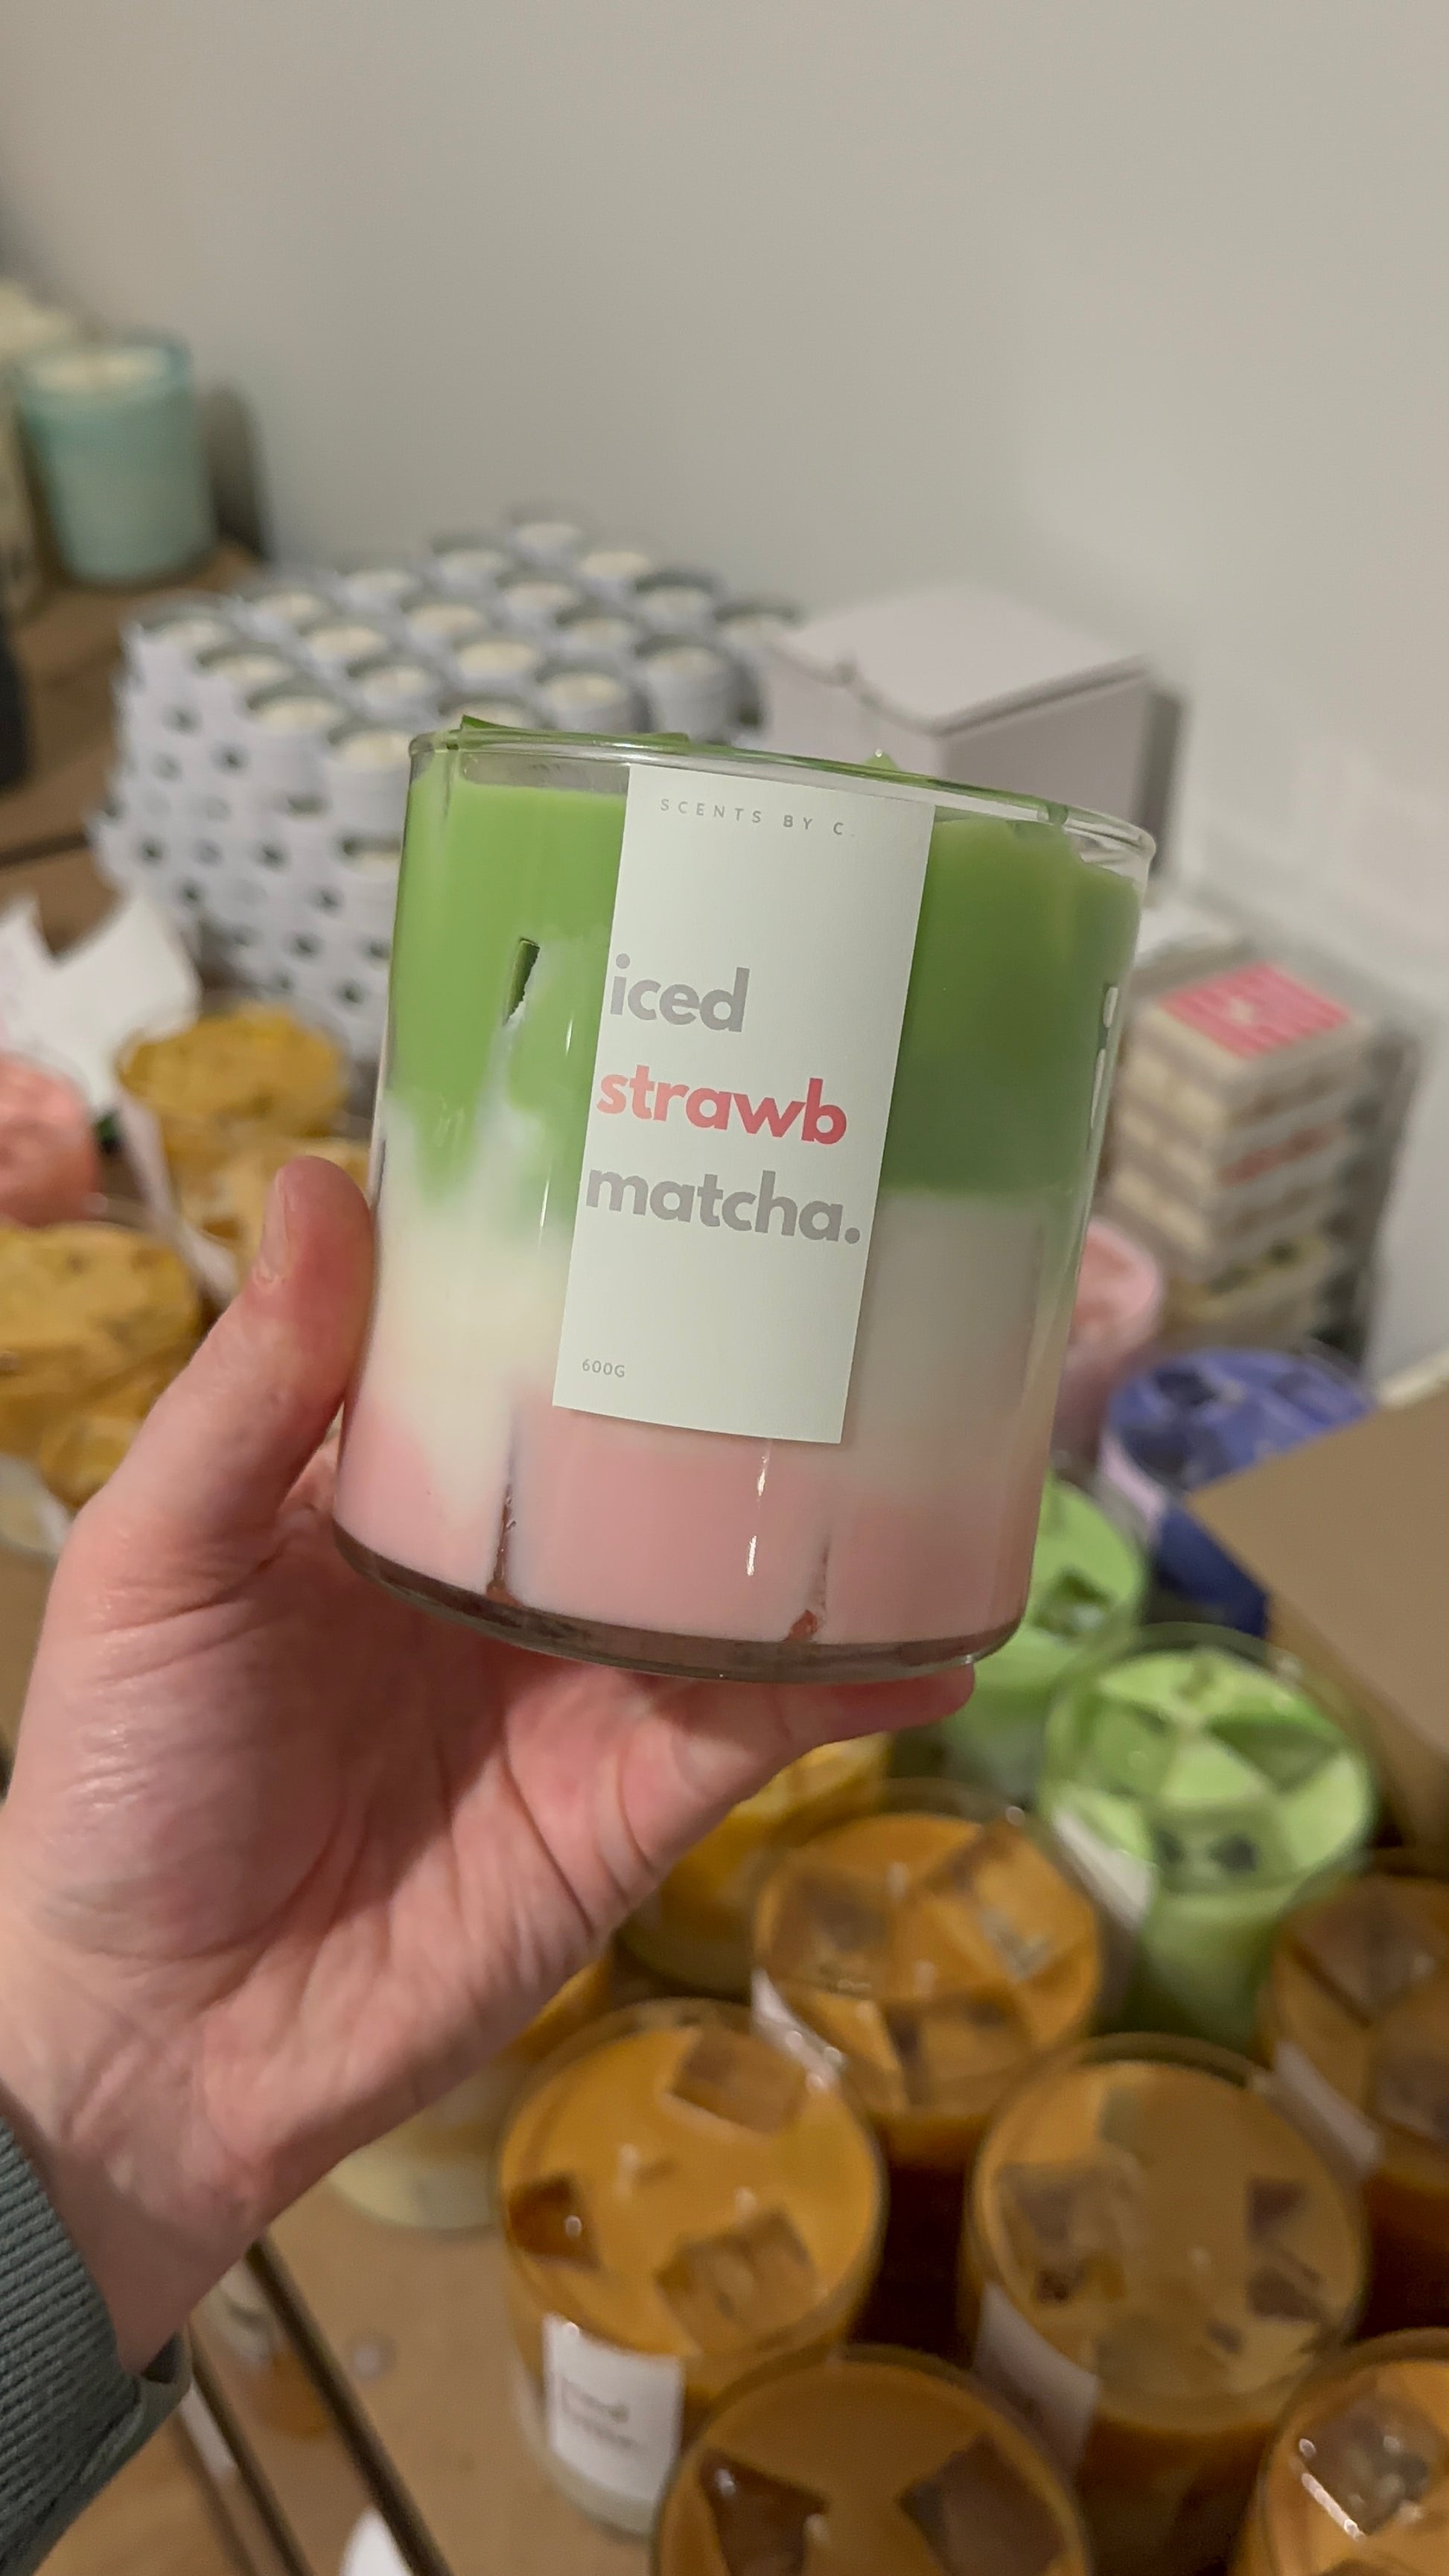 SCENTS BY C.
iced
strawb
matcha.
600G